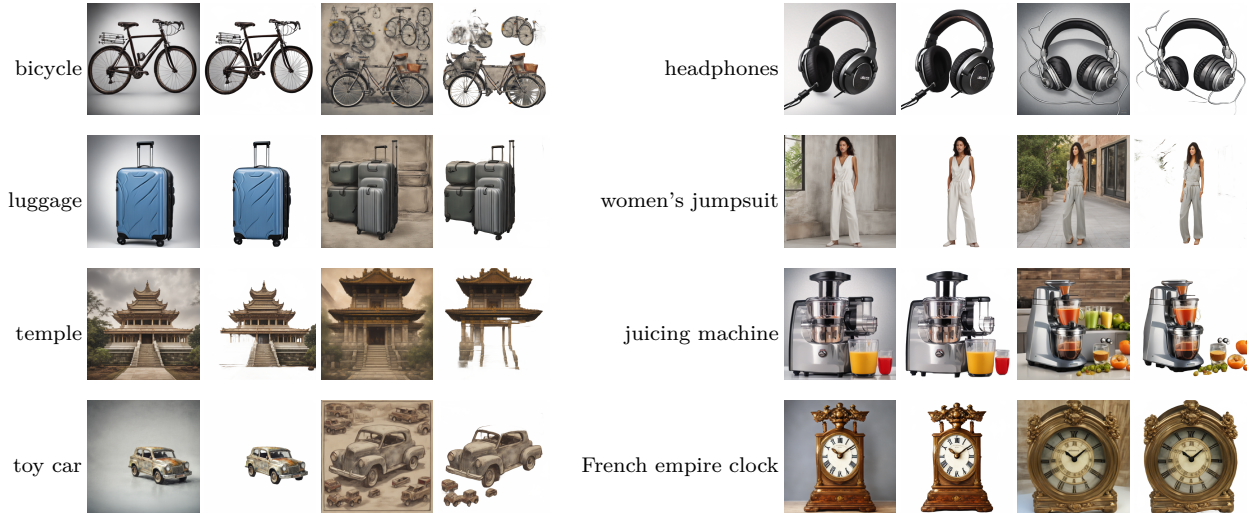 bicycle
headphones
luggage
women's jumpsuit
temple
juicing machine
toy car
French empire clock